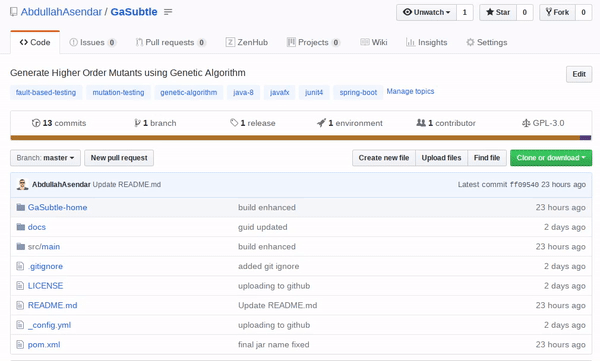 AbdullahAsendar / GaSubtle
Unwatch 1 Star 0 Fork 0
Code Issues 0 Pull requests 0 ZenHub Projects 0 Wiki Insights Settings
Generate Higher Order Mutants using Genetic Algorithm Edit
fault-based-testing mutation-testing genetic-algorithm java-8 javafx junit4 spring-boot Manage topics
13 commits 1 branch 1 release 1 environment 1 contributor GPL-3.0
Branch: master New pull request Create new file Upload files Find file Clone or download
AbdullahAsendar Update README.md Latest commit ff09540 23 hours ago
GaSubtle-home build enhanced 23 hours ago
docs guid updated 2 days ago
src/main build enhanced 23 hours ago
.gitignore added git ignore 2 days ago
LICENSE uploading to github 2 days ago
README.md Update README.md 23 hours ago
_config.yml uploading to github 2 days ago
pom.xml final jar name fixed 2 days ago